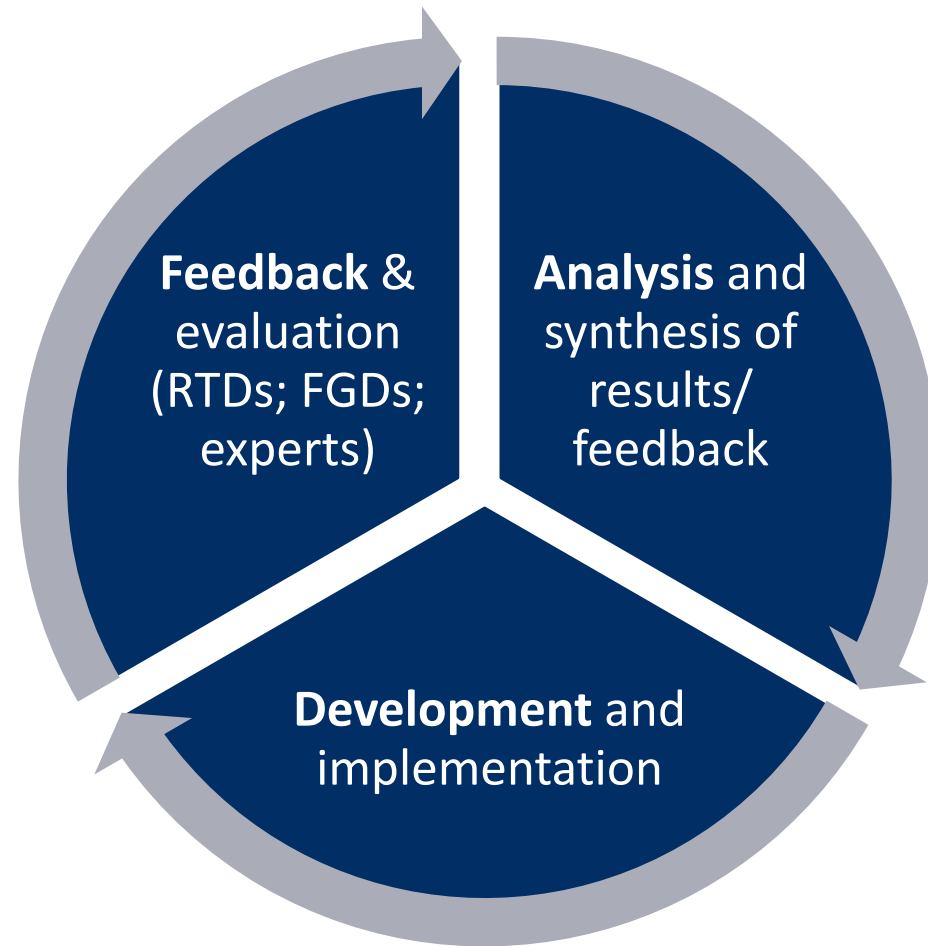 Feedback &
evaluation
(RTDs; FGDs;
experts)
Analysis and
synthesis of
results/
feedback
Development and
implementation